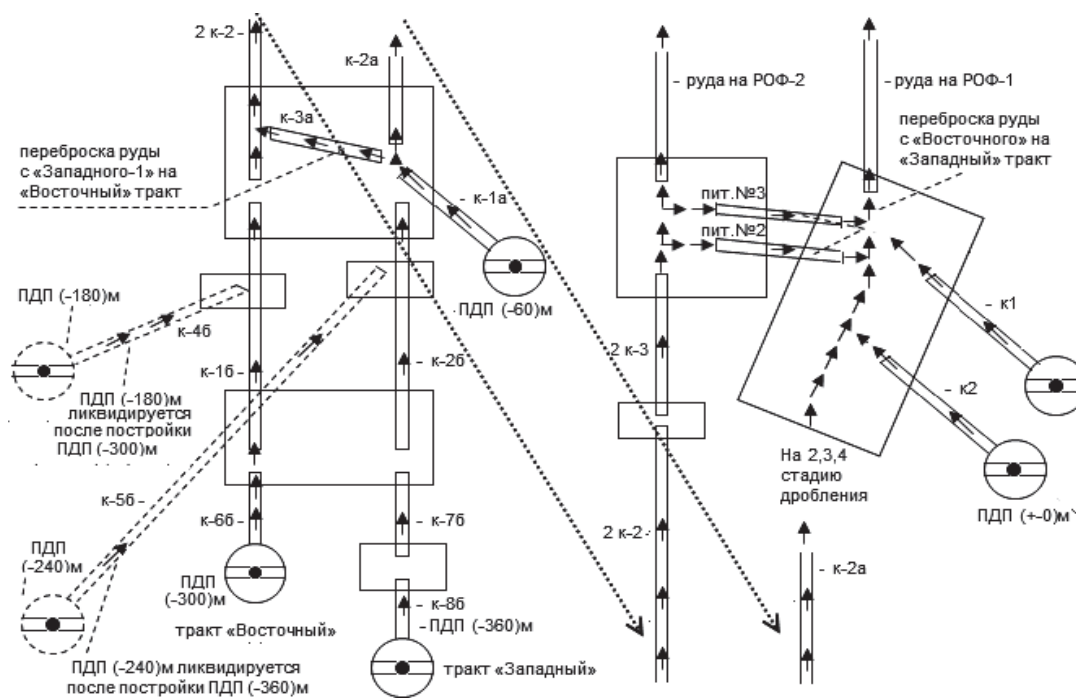 2 к-2
к-2а
руда на РОФ-2
руда на РОФ-1
к-3а
переброска руды
с «Западного-1» на
«Восточный» тракт
переброска руды
с «Восточного» на
«Западный» тракт
к-1а
пит.№3
пит.№2
ПДП (-60)м
ПДП (-180)м
к-4б
к-1б
к-2б
2 к-3
к1
к2
ПДП (-180)м
ликвидируется
после постройки
ПДП (-300)м
На 2,3,4
стадию
дробления
ПДП (+-0)м
к-5б
к-6б
к-7б
2 к-2
к-2а
ПДП
(-240)м
ПДП
(-300)м
к-8б
ПДП (-360)м
тракт «Восточный»
тракт «Западный»
ПДП (-240)м ликвидируется
после постройки ПДП (-360)м